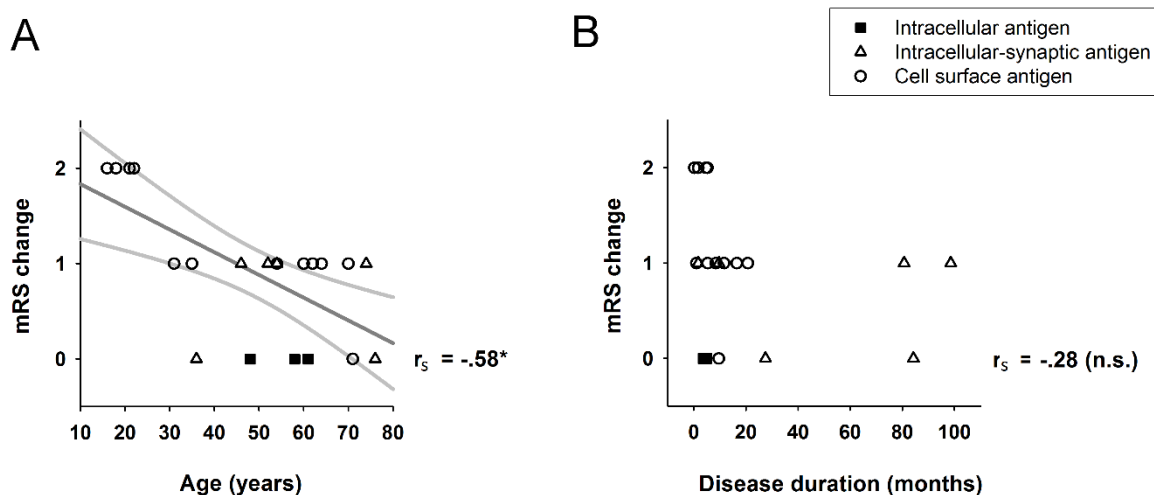 A
B
Intracellular antigen
Intracellular-synaptic antigen
Cell surface antigen
mRS change
2
1
0
10 20 30 40 50 60 70 80
Age (years)
rS = -.58*
mRS change
2
1
0
0 20 40 60 80 100
Disease duration (months)
rS = -.28 (n.s.)